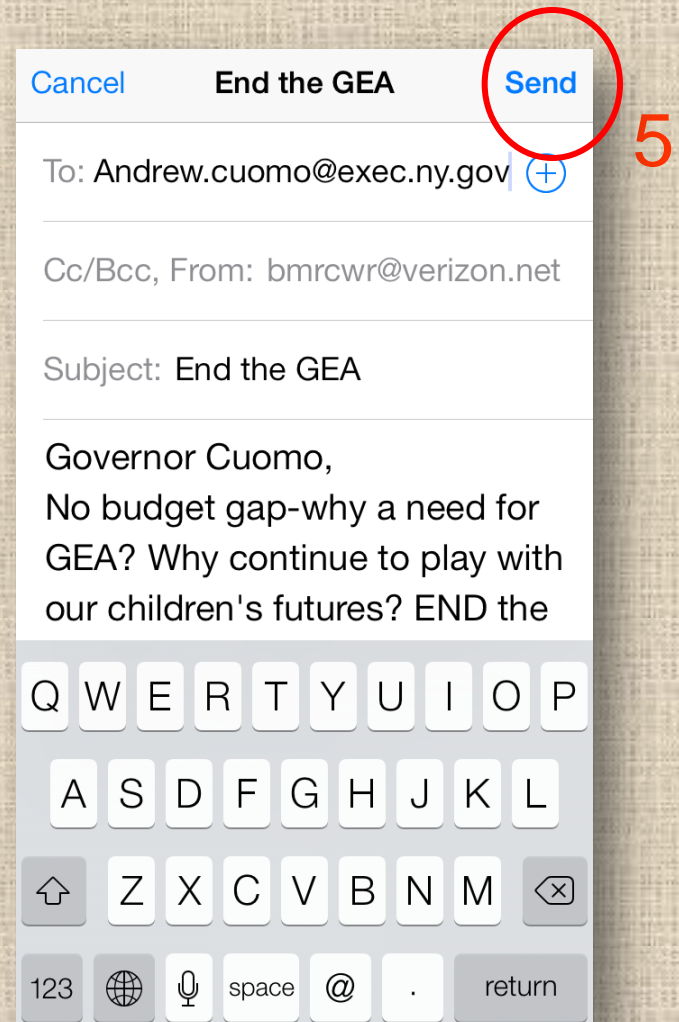 Cancel End the GEA Send
5
To: Andrew.cuomo@exec.ny.gov
Cc/Bcc, From: bmrcwr@verizon.net
Subject: End the GEA
Governor Cuomo,
No budget gap-why a need for
GEA? Why continue to play with
our children's futures? END the
Q W E R T Y U I O P
A S D F G H J K L
Z X C V B N M
123 space @ . return